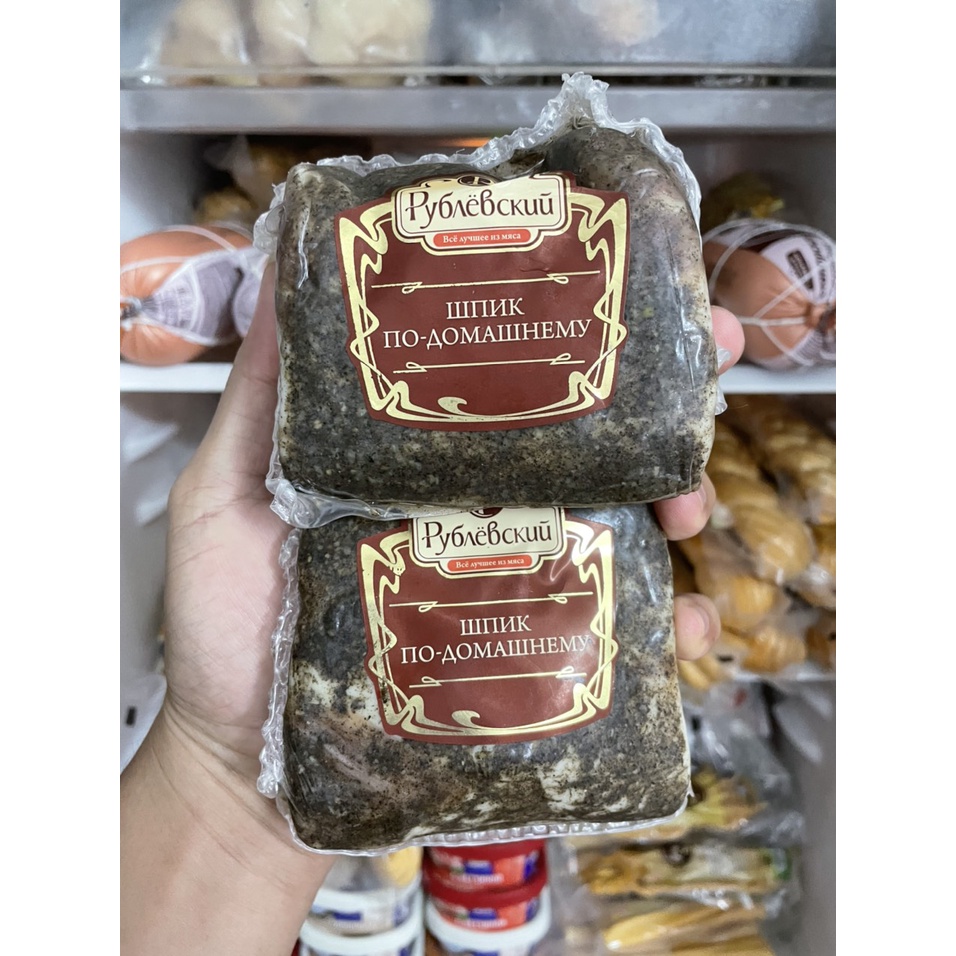 Рублёвский
Всё лучшее из мяса
ШПИК
ПО-ДОМАШНЕМУ
Рублёвский
Всё лучшее из мяса
ШПИК
ПО-ДОМАШНЕМУ